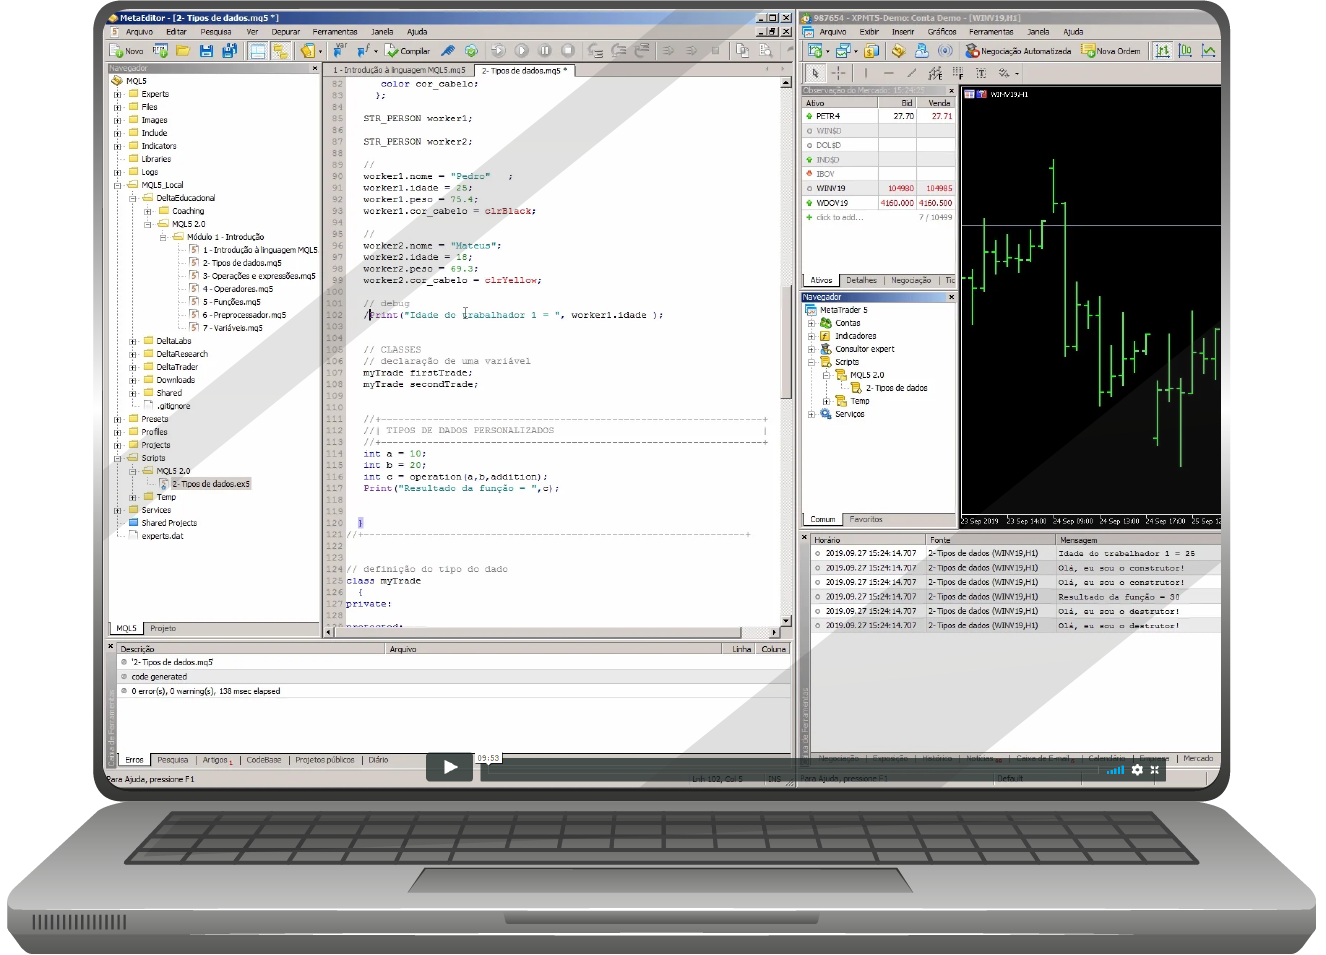 MetaEditor - [2- Tipos de dados.mq5 *]
Arquivo Editar Pesquisa Ver Depurar Ferramentas Janela Ajuda
Novo Compilar
Navegador
MQL5
Experts
Files
Images
Include
Indicators
Libraries
Logs
MQL5_Local
DeltaEducacional
Coaching
MQL5 2.0
Módulo 1 - Introdução
1 - Introdução à linguagem MQL5
2- Tipos de dados.mq5
3- Operações e expressões.mq5
4 - Operadores.mq5
5 - Funções.mq5
6 - Preprocessador.mq5
7 - Variáveis.mq5
DeltaLabs
DeltaResearch
DeltaTrader
Downloads
Shared
.gitignore
Presets
Profiles
Projects
Scripts
MQL5 2.0
2- Tipos de dados.ex5
Temp
Services
Shared Projects
experts.dat
MQL5 Projeto
1 - Introdução à linguagem MQL5.mq5 2- Tipos de dados.mq5 *
82 color cor_cabelo;
83 };
84
85 STR_PERSON worker1;
86
87 STR_PERSON worker2;
88
89 //
90 worker1.nome = "Pedro" ;
91 worker1.idade = 25;
92 worker1.peso = 75.4;
93 worker1.cor_cabelo = clrBlack;
94
95 //
96 worker2.nome = "Mateus";
97 worker2.idade = 18;
98 worker2.peso = 69.3;
99 worker2.cor_cabelo = clrYellow;
100
101 // debug
102 /Print("Idade do trabalhador 1 = ", worker1.idade );
103
104
105 // CLASSES
106 // declaração de uma variável
107 myTrade firstTrade;
108 myTrade secondTrade;
109
110
111 //+------------------------------------------------------------------+
112 //| TIPOS DE DADOS PERSONALIZADOS |
113 //+------------------------------------------------------------------+
114 int a = 10;
115 int b = 20;
116 int c = operation(a,b,addition);
117 Print("Resultado da função = ",c);
118
119
120 }
121 //+------------------------------------------------------------------+
122
123
124 // definição do tipo do dado
125 class myTrade
126 {
127 private:
128
protected:
Descrição Arquivo Linha Coluna
'2- Tipos de dados.mq5'
code generated
0 error(s), 0 warning(s), 138 msec elapsed
Erros Pesquisa Artigos 1 CodeBase Projetos públicos Diário
09:53
Para Ajuda, pressione F1 Lnh 102, Col 5 INS
987654 - XPMT5-Demo: Conta Demo - [WINV19,H1]
Arquivo Exibir Inserir Gráficos Ferramentas Janela Ajuda
Negociação Automatizada Nova Ordem
Observação do Mercado: 15:24:25
Ativo Bid Venda
PETR4 27.70 27.71
WIN$D
DOL$D
IND$D
IBOV
WINV19 104980 104985
WDOV19 4160.000 4160.500
click to add... 7 / 10499
Ativos Detalhes Negociação Tic
Navegador
MetaTrader 5
Contas
Indicadores
Consultor expert
Scripts
MQL5 2.0
2- Tipos de dados
Temp
Serviços
Comum Favoritos
WINV19,H1
23 Sep 2019 23 Sep 14:00 24 Sep 09:00 24 Sep 13:00 24 Sep 17:00 25 Sep 12
Horário Fonte Mensagem
2019.09.27 15:24:14.707 2- Tipos de dados (WINV19,H1) Idade do trabalhador 1 = 25
2019.09.27 15:24:14.707 2- Tipos de dados (WINV19,H1) Olá, eu sou o construtor!
2019.09.27 15:24:14.707 2- Tipos de dados (WINV19,H1) Olá, eu sou o construtor!
2019.09.27 15:24:14.707 2- Tipos de dados (WINV19,H1) Resultado da função = 30
2019.09.27 15:24:14.707 2- Tipos de dados (WINV19,H1) Olá, eu sou o destrutor!
2019.09.27 15:24:14.707 2- Tipos de dados (WINV19,H1) Olá, eu sou o destrutor!
Negociação Exposição Histórico Notícias Caixa de E-mail Calendário Empresa Mercado
Para Ajuda, pressione F1 Default